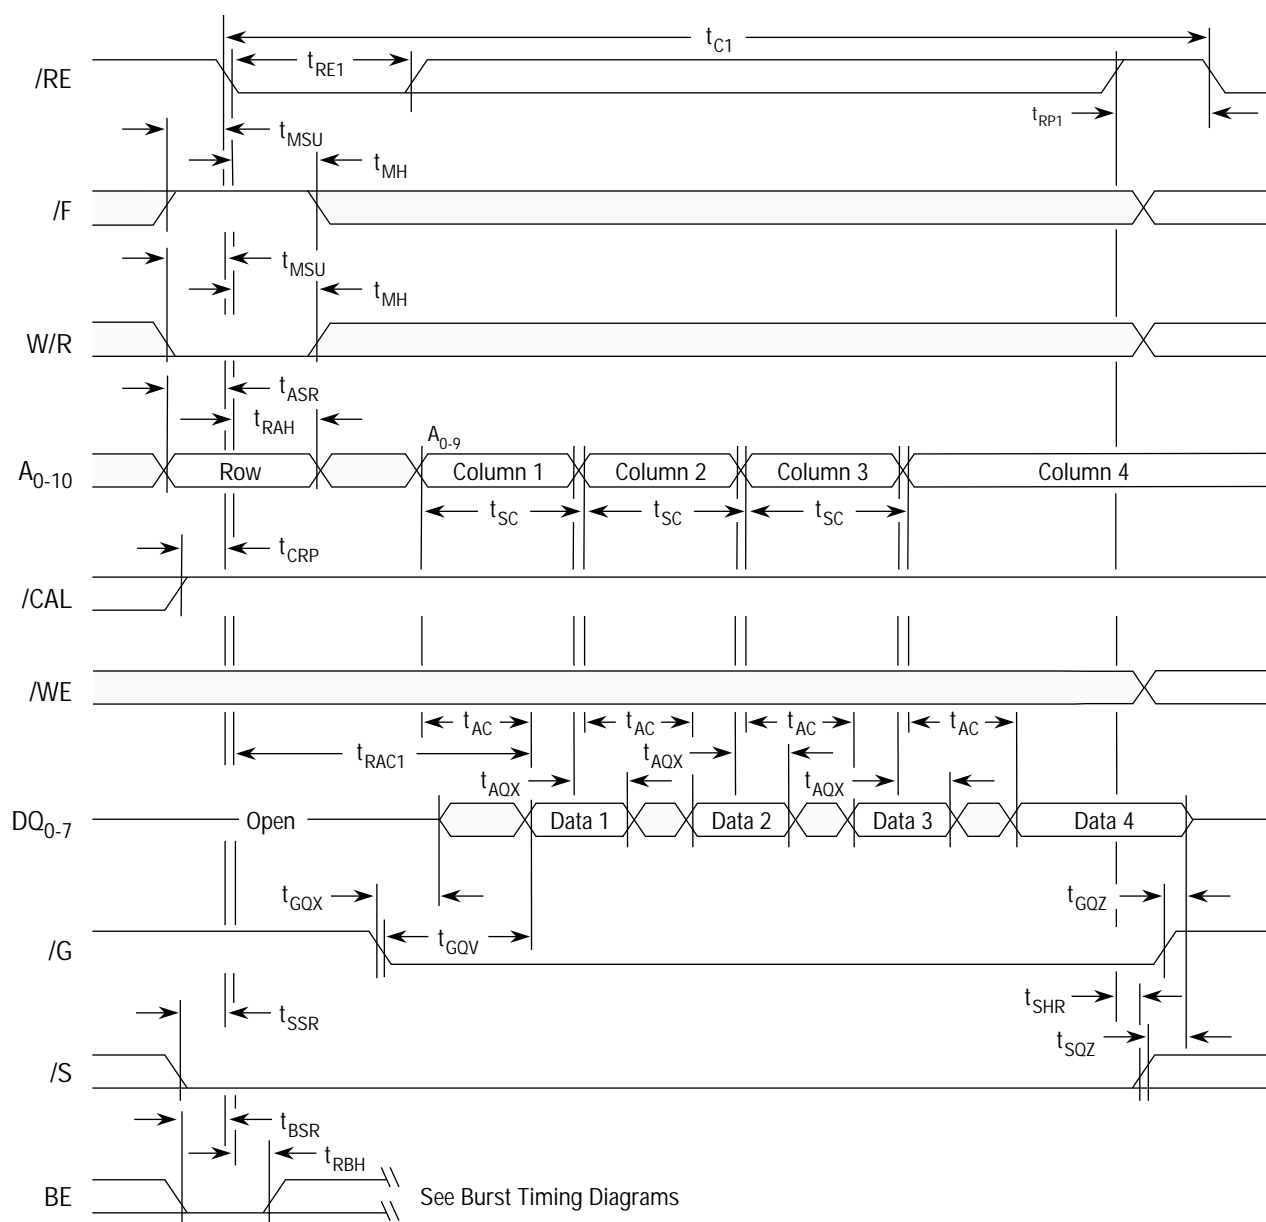 t_C1
t_RE1
/RE
t_RP1
t_MSU
t_MH
/F
t_MSU
t_MH
W/R
t_ASR
t_RAH
A_0-9
A_0-10 Row Column 1 Column 2 Column 3 Column 4
t_SC t_SC t_SC
t_CRP
/CAL
/WE
t_AC t_AC t_AC t_AC
t_RAC1 t_AQX
t_AQX t_AQX
DQ_0-7 Open Data 1 Data 2 Data 3 Data 4
t_GQX t_GQZ
t_GQV
/G
t_SHR
t_SSR
t_SQZ
/S
t_BSR
t_RBH
BE See Burst Timing Diagrams